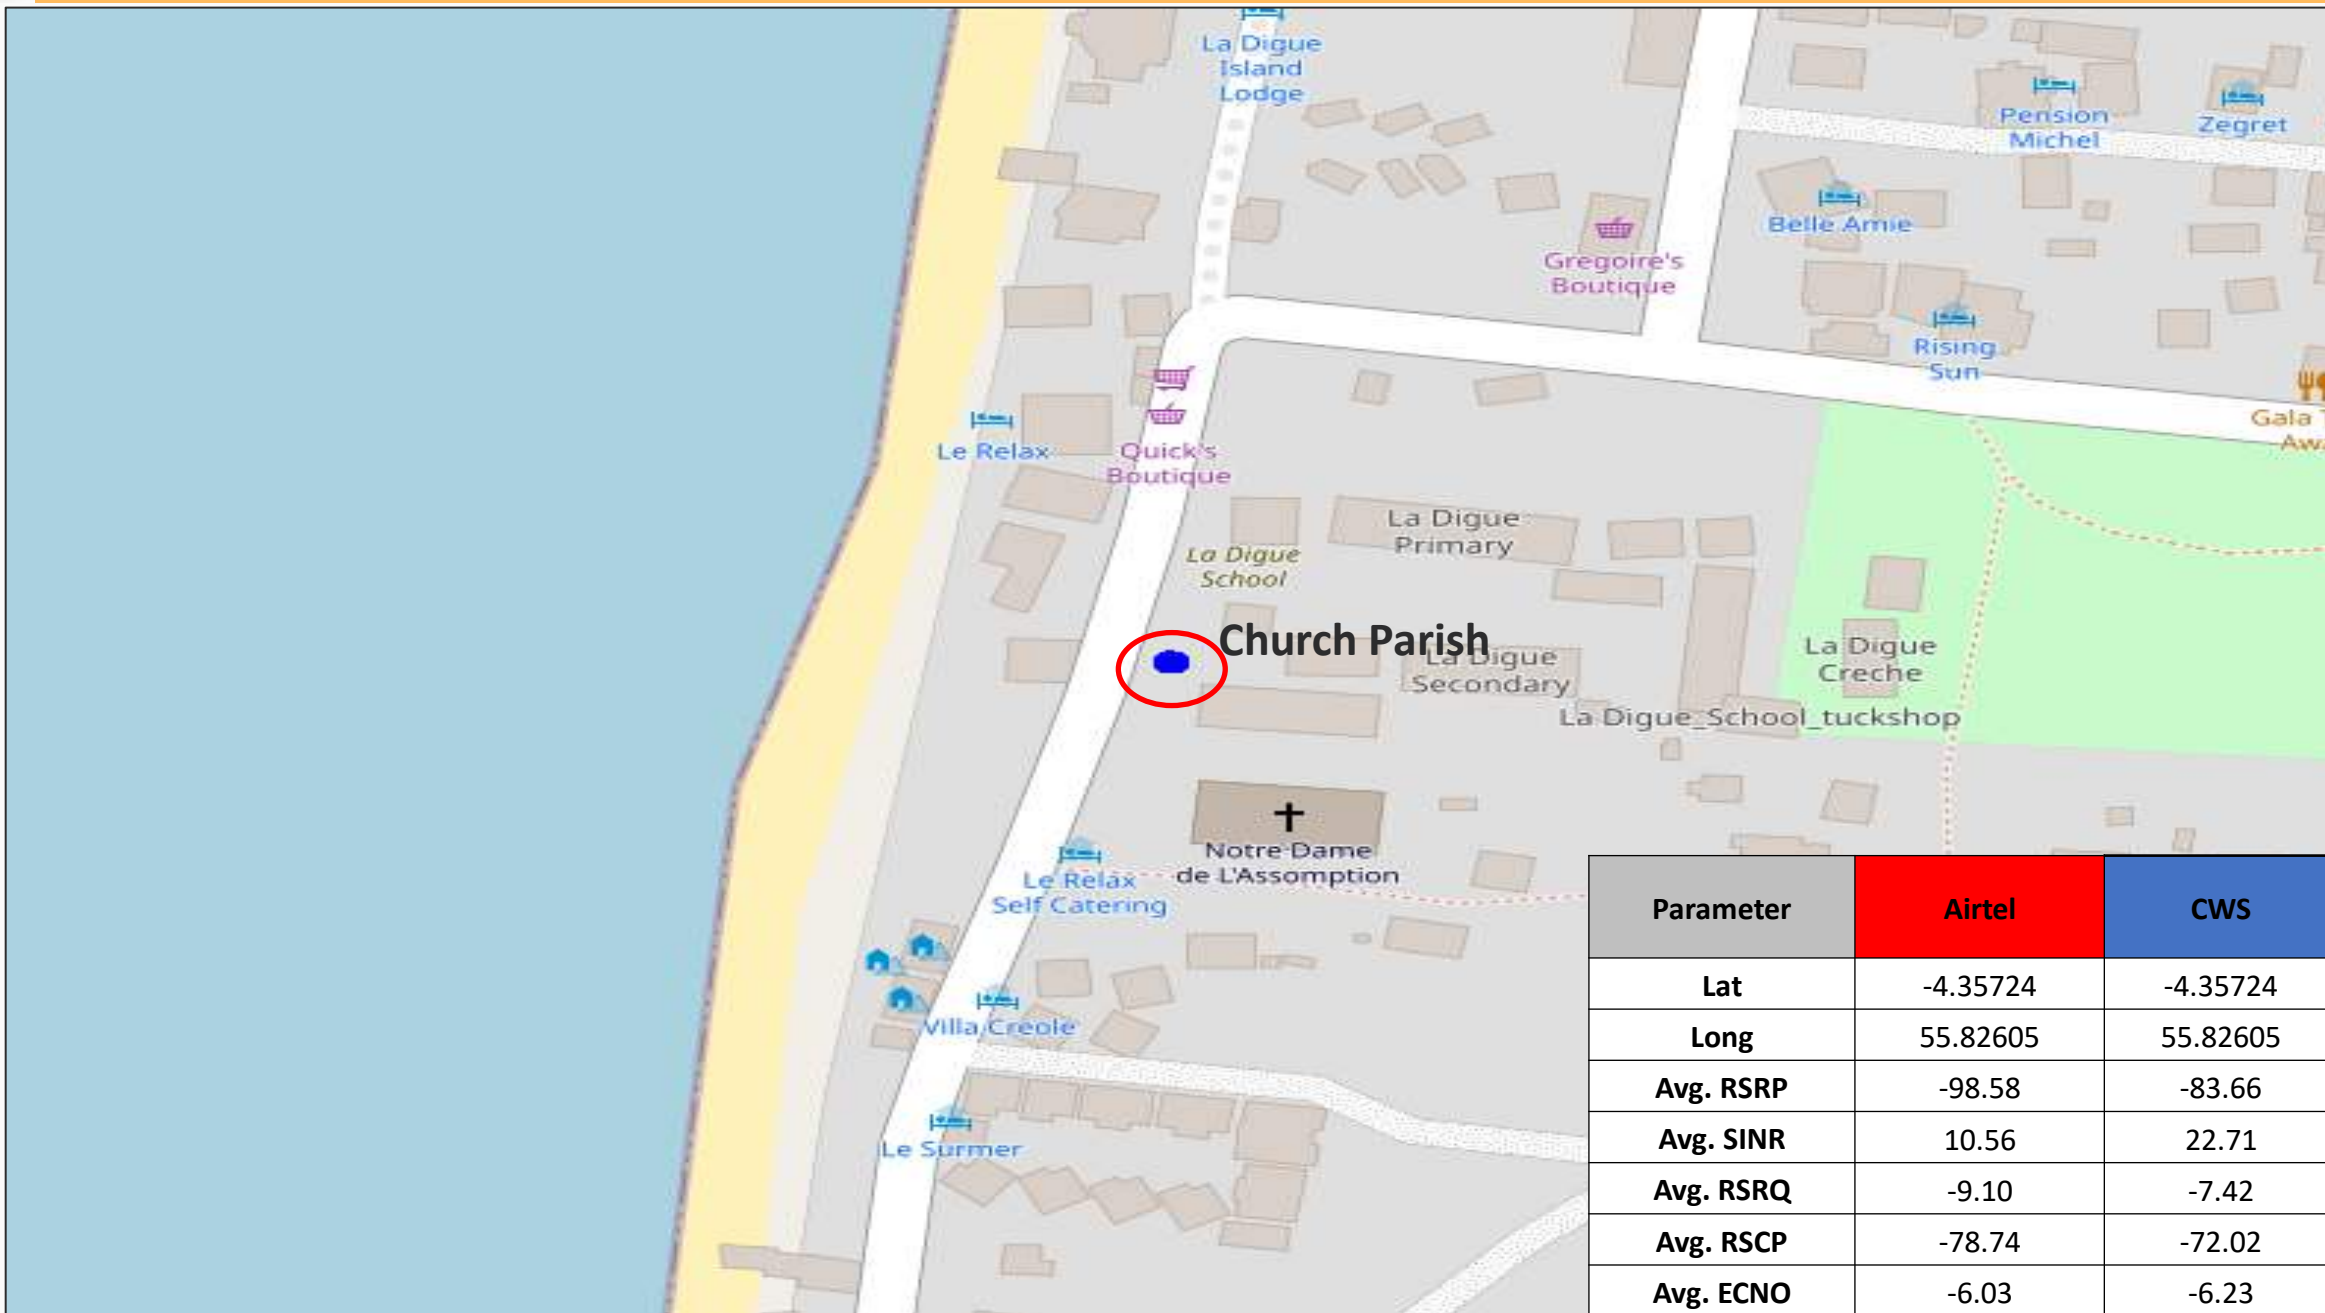 La Digue
Island
Lodge
Pension
Michel
Zegret
Belle Amie
Gregoire's
Boutique
Rising
Sun
Gala
Le Relax
Quick's
Boutique
La Digue
Primary
La Digue
School
Church Parish
La Digue
Secondary
La Digue
Creche
La Digue_School_tuckshop
Notre Dame
de L'Assomption
Le Relax
Self Catering
Villa Creole
Le Surmer
Parameter Airtel CWS
Lat -4.35724 -4.35724
Long 55.82605 55.82605
Avg. RSRP -98.58 -83.66
Avg. SINR 10.56 22.71
Avg. RSRQ -9.10 -7.42
Avg. RSCP -78.74 -72.02
Avg. ECNO -6.03 -6.23